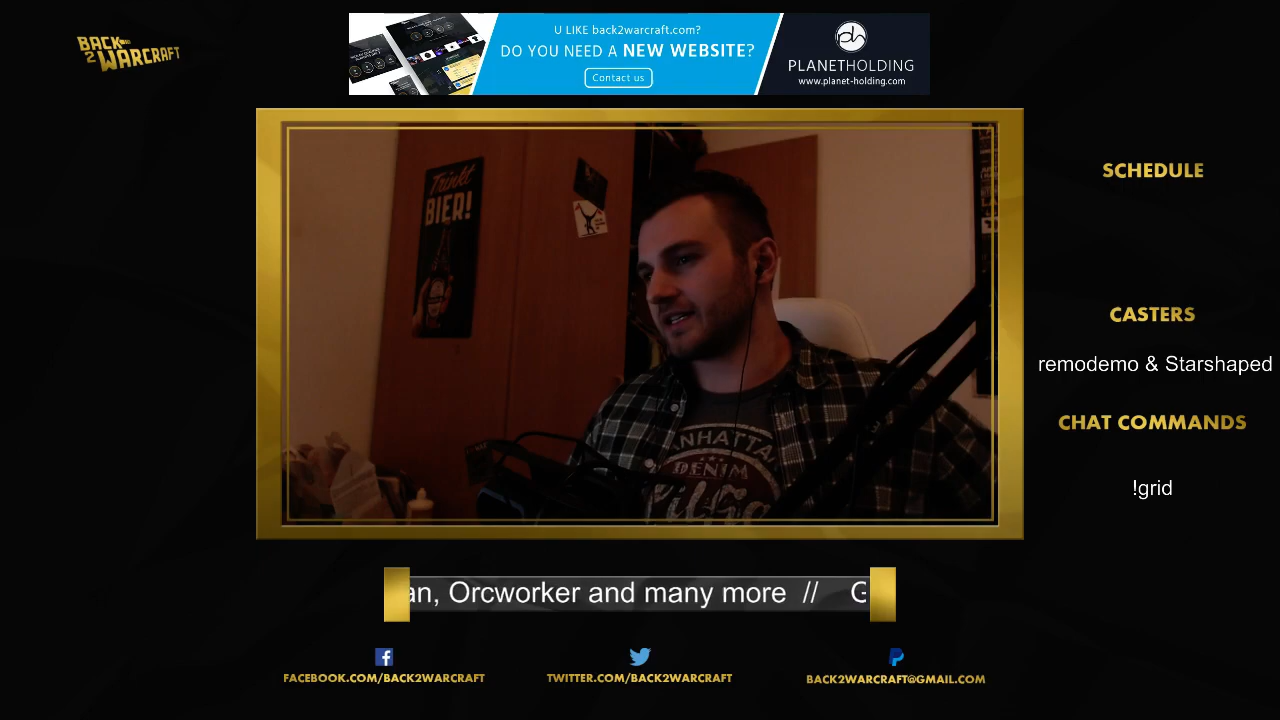 BACK
2 WARCRAFT
U LIKE back2warcraft.com?
DO YOU NEED A NEW WEBSITE?
Contact us
PLANETHOLDING
www.planet-holding.com
SCHEDULE
Trinkt
BIER!
CASTERS
remodemo & Starshaped
CHAT COMMANDS
MANHATTAN
DENIM
!grid
an, Orcworker and many more // G
FACEBOOK.COM/BACK2WARCRAFT
TWITTER.COM/BACK2WARCRAFT
BACK2WARCRAFT@GMAIL.COM